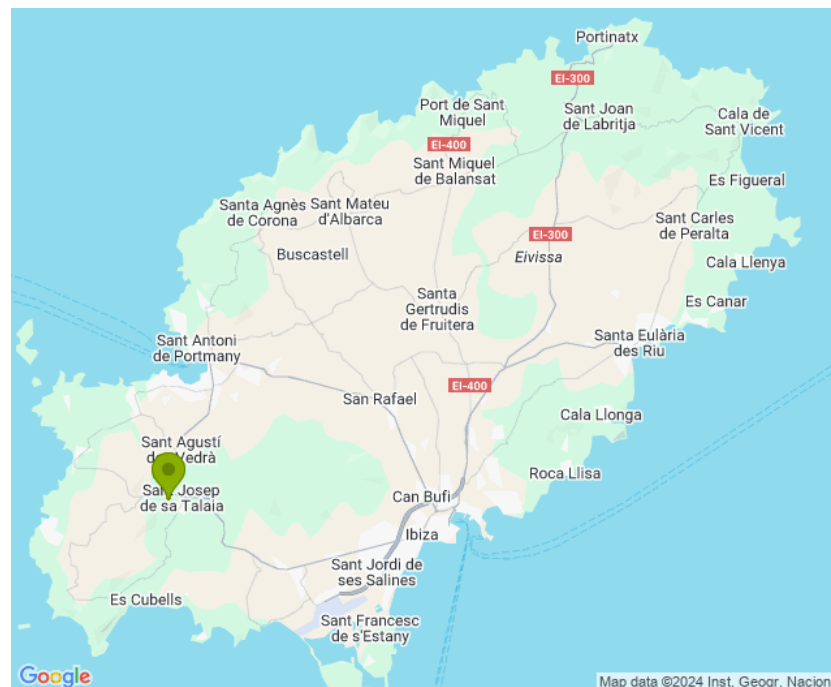 Portinatx
EI-300
Port de Sant
Miquel
Sant Joan
de Labritja
Cala de
Sant Vicent
EI-400
Sant Miquel
de Balansat
Es Figueral
Santa Agnès
de Corona
Sant Mateu
d'Albarca
Sant Carles
de Peralta
EI-300
Buscastell
Eivissa
Cala Llenya
Santa
Gertrudis
de Fruitera
Es Canar
Sant Antoni
de Portmany
Santa Eulària
des Riu
EI-400
San Rafael
Cala Llonga
Sant Agustí
Vedrà
Roca Llisa
Sant Josep
de sa Talaia
Can Bufi
Ibiza
Sant Jordi de
ses Salines
Es Cubells
Sant Francesc
de s'Estany
Google
Map data ©2024 Inst. Geogr. Nacion